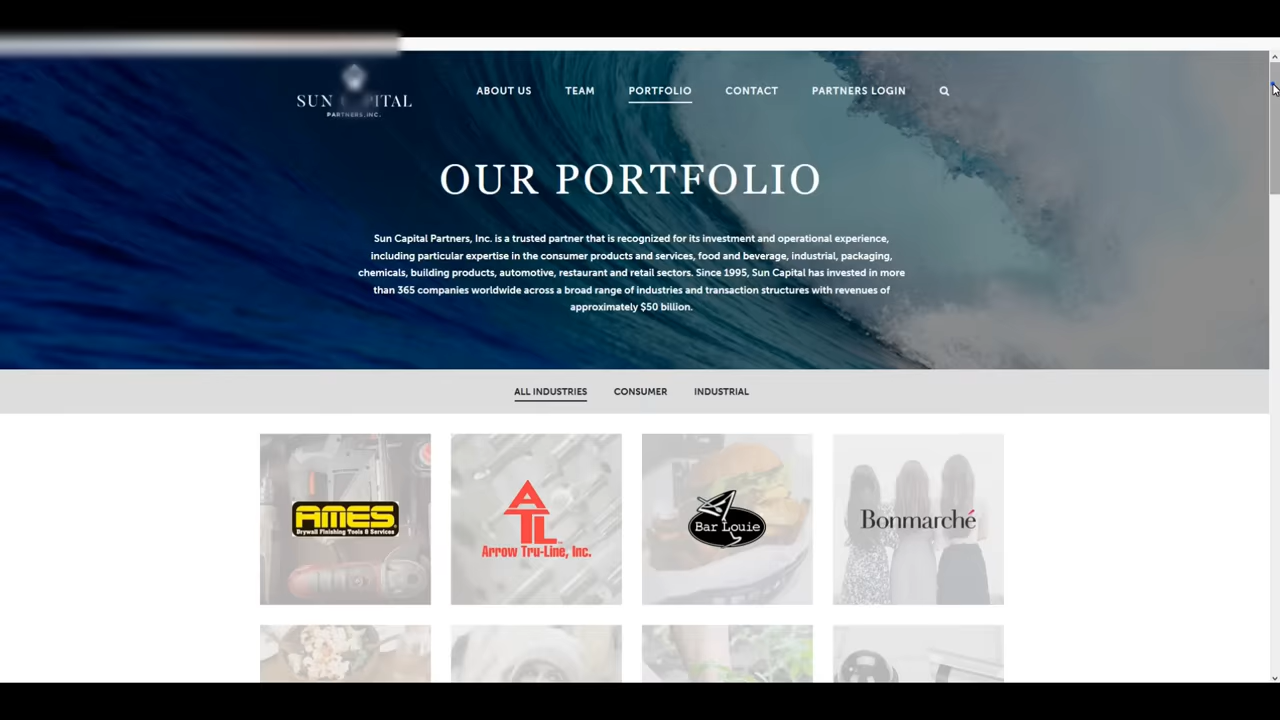 SUN PITAL
PARTNERS, INC.
ABOUT US TEAM PORTFOLIO CONTACT PARTNERS LOGIN
OUR PORTFOLIO
Sun Capital Partners, Inc. is a trusted partner that is recognized for its investment and operational experience,
including particular expertise in the consumer products and services, food and beverage, industrial, packaging,
chemicals, building products, automotive, restaurant and retail sectors. Since 1995, Sun Capital has invested in more
than 365 companies worldwide across a broad range of industries and transaction structures with revenues of
approximately $50 billion.
ALL INDUSTRIES CONSUMER INDUSTRIAL
AMES
Drywall Finishing Tools & Services
ATL
Arrow Tru-Line, Inc.
Bar Louie
Bonmarché